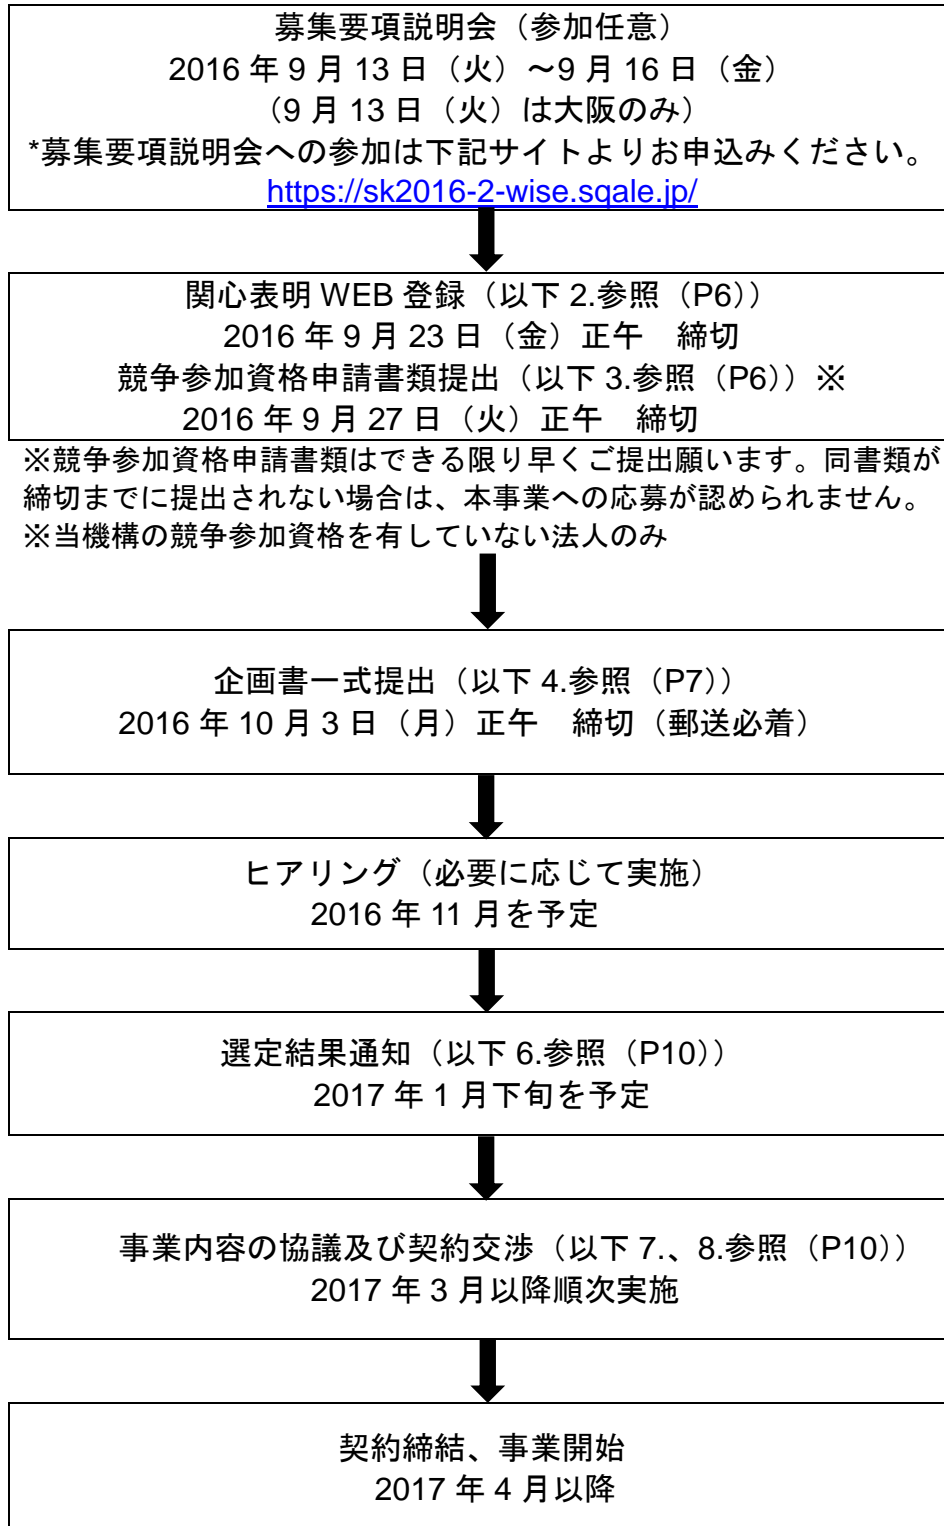 募集要項説明会（参加任意）
2016 年 9 月 13 日（火）～9 月 16 日（金）
（9 月 13 日（火）は大阪のみ）
*募集要項説明会への参加は下記サイトよりお申込みください。
https://sk2016-2-wise.sqale.jp/
関心表明 WEB 登録（以下 2.参照（P6））
2016 年 9 月 23 日（金）正午　締切
競争参加資格申請書類提出（以下 3.参照（P6））※
2016 年 9 月 27 日（火）正午　締切
※競争参加資格申請書類はできる限り早くご提出願います。同書類が
締切までに提出されない場合は、本事業への応募が認められません。
※当機構の競争参加資格を有していない法人のみ
企画書一式提出（以下 4.参照（P7））
2016 年 10 月 3 日（月）正午　締切（郵送必着）
ヒアリング（必要に応じて実施）
2016 年 11 月を予定
選定結果通知（以下 6.参照（P10））
2017 年 1 月下旬を予定
事業内容の協議及び契約交渉（以下 7.、8.参照（P10））
2017 年 3 月以降順次実施
契約締結、事業開始
2017 年 4 月以降